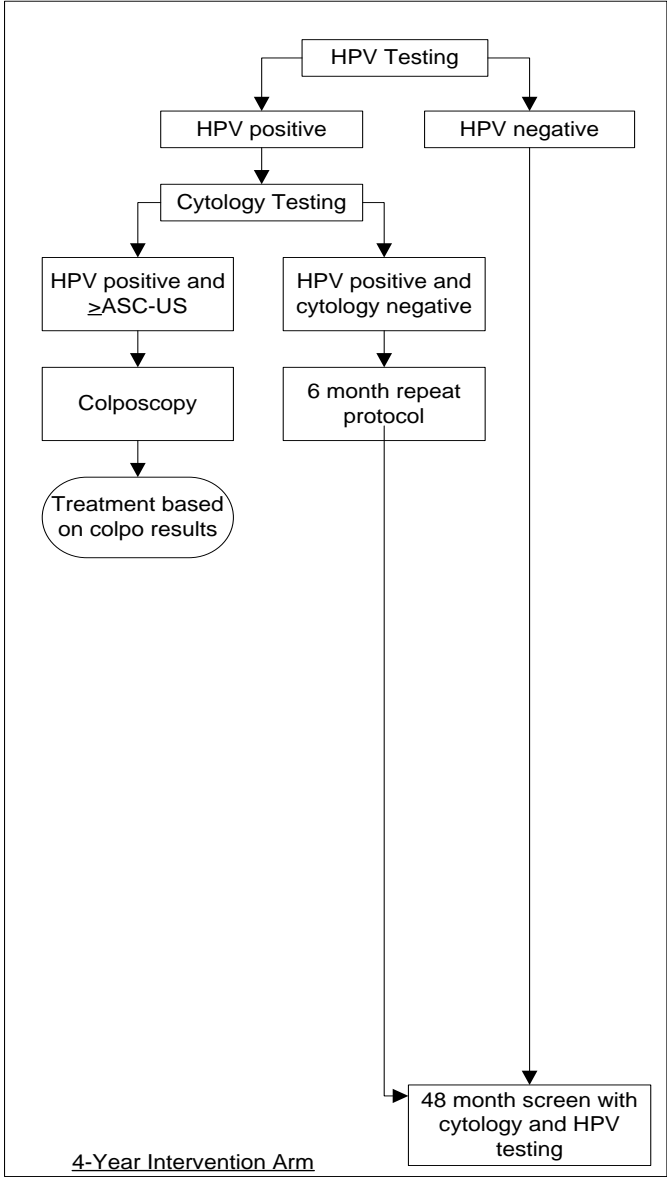 HPV Testing
HPV positive
HPV negative
Cytology Testing
HPV positive and
≥ASC-US
HPV positive and
cytology negative
Colposcopy
6 month repeat
protocol
Treatment based
on colpo results
48 month screen with
cytology and HPV
testing
4-Year Intervention Arm